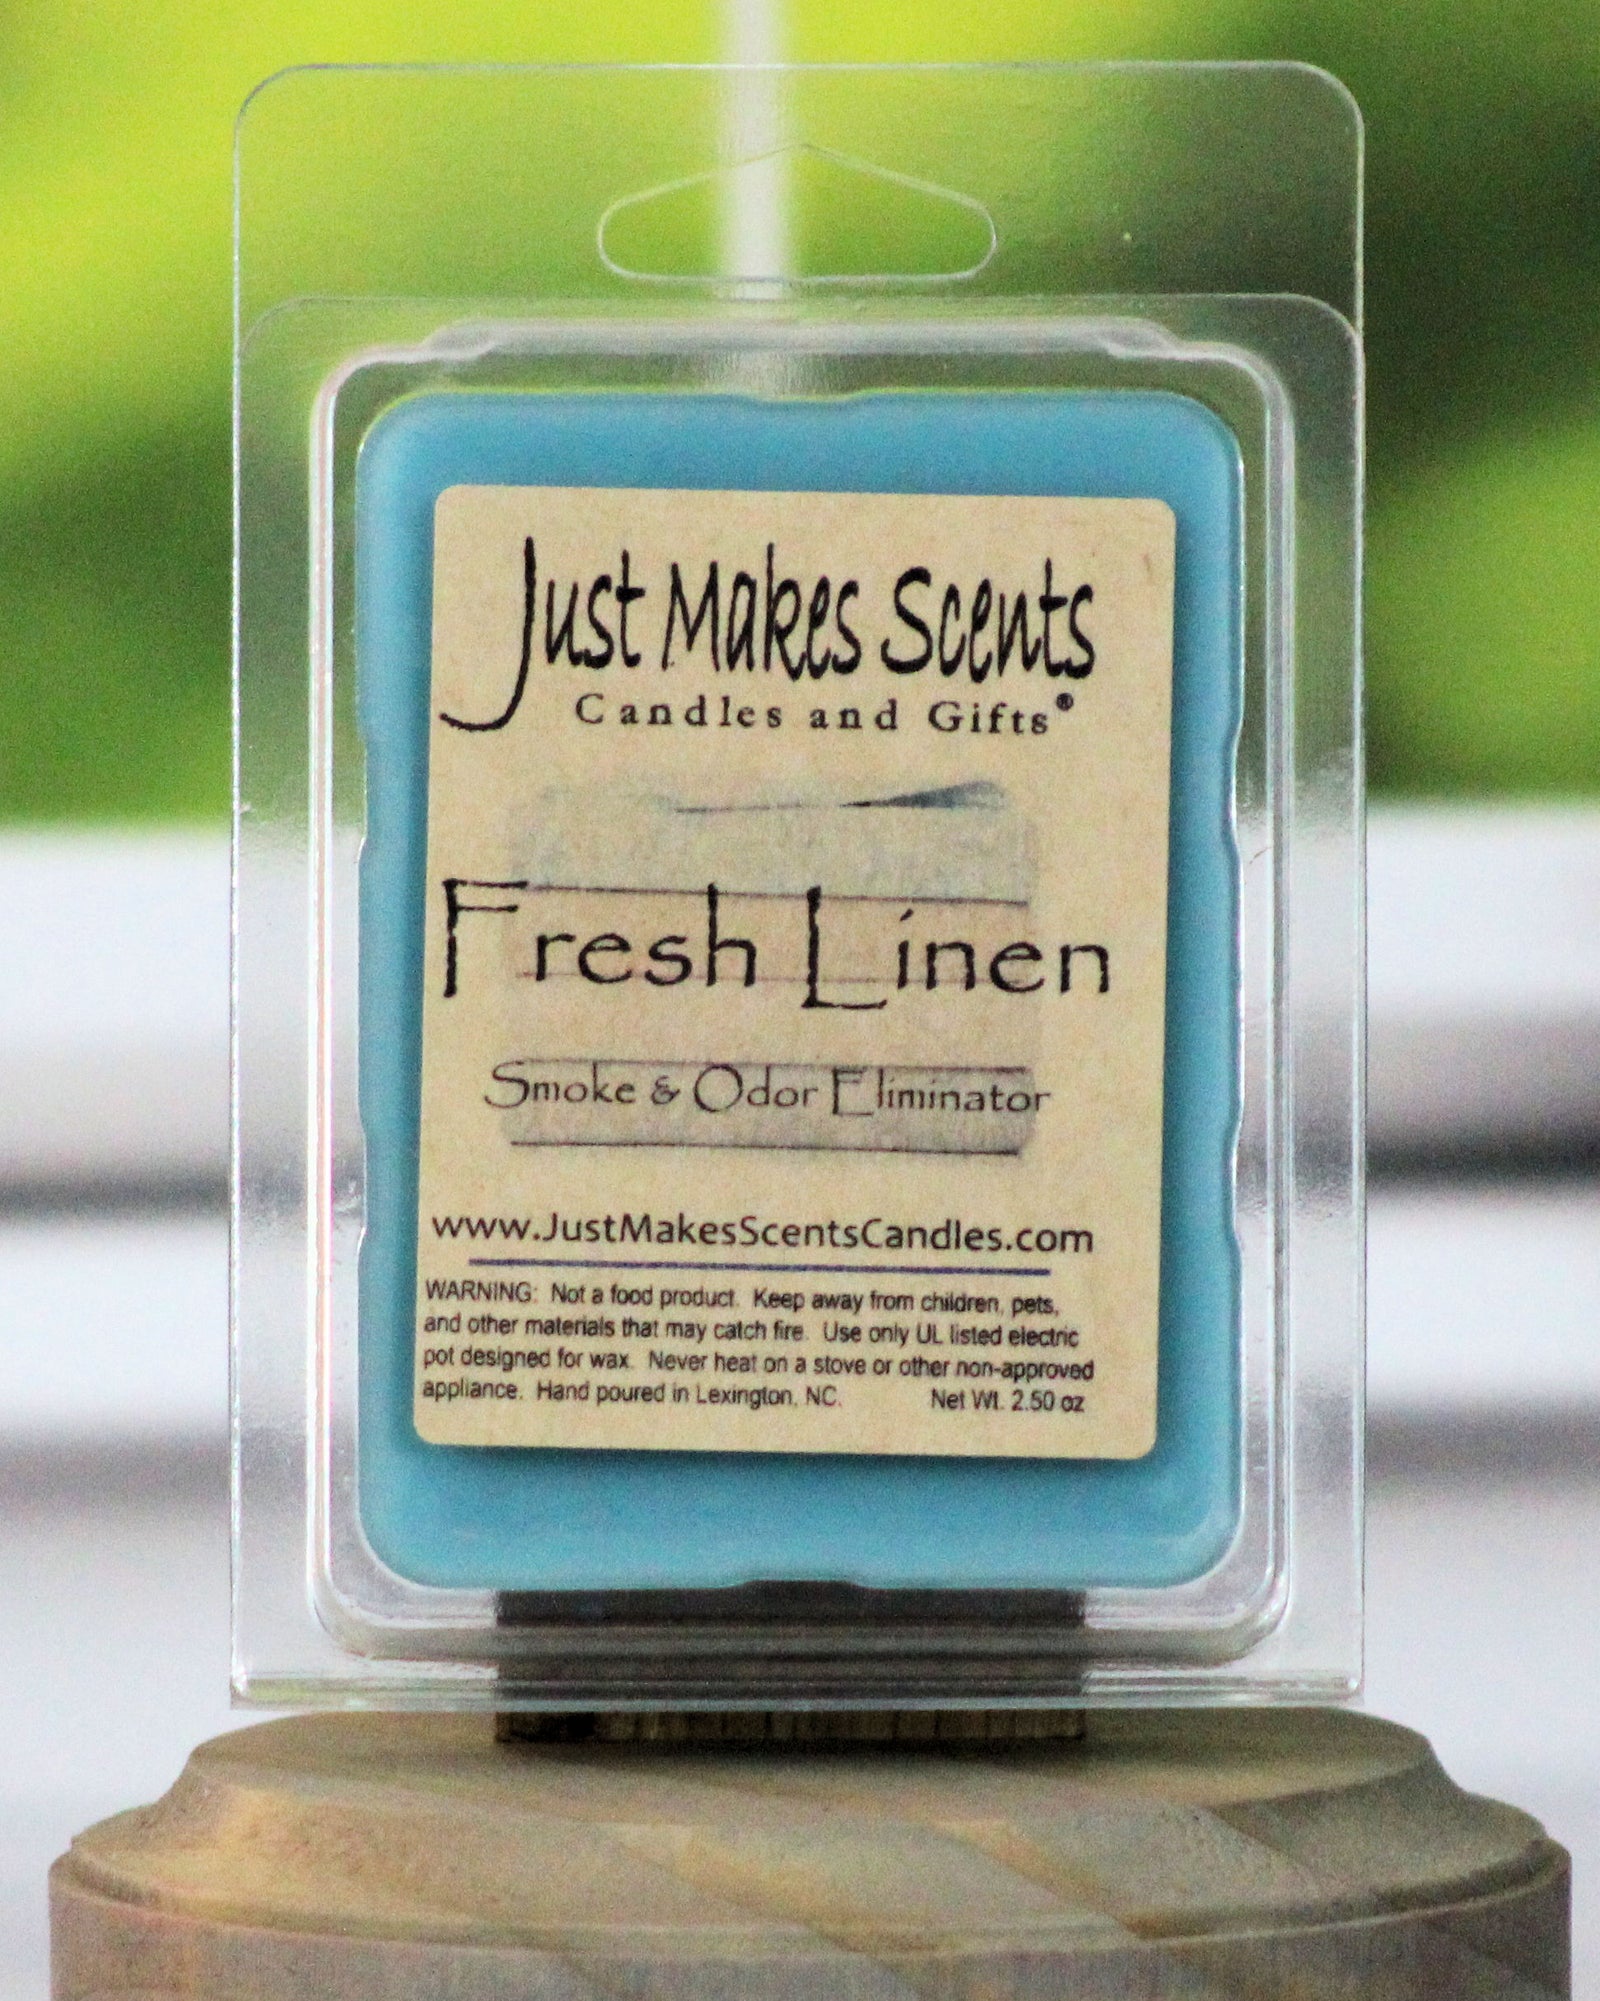 Just Makes Scents
Candles and Gifts®
Fresh Linen
Smoke & Odor Eliminator
www.JustMakesScentsCandles.com
WARNING: Not a food product. Keep away from children, pets,
and other materials that may catch fire. Use only UL listed electric
pot designed for wax. Never heat on a stove or other non-approved
appliance. Hand poured in Lexington, NC. Net Wt. 2.50 oz